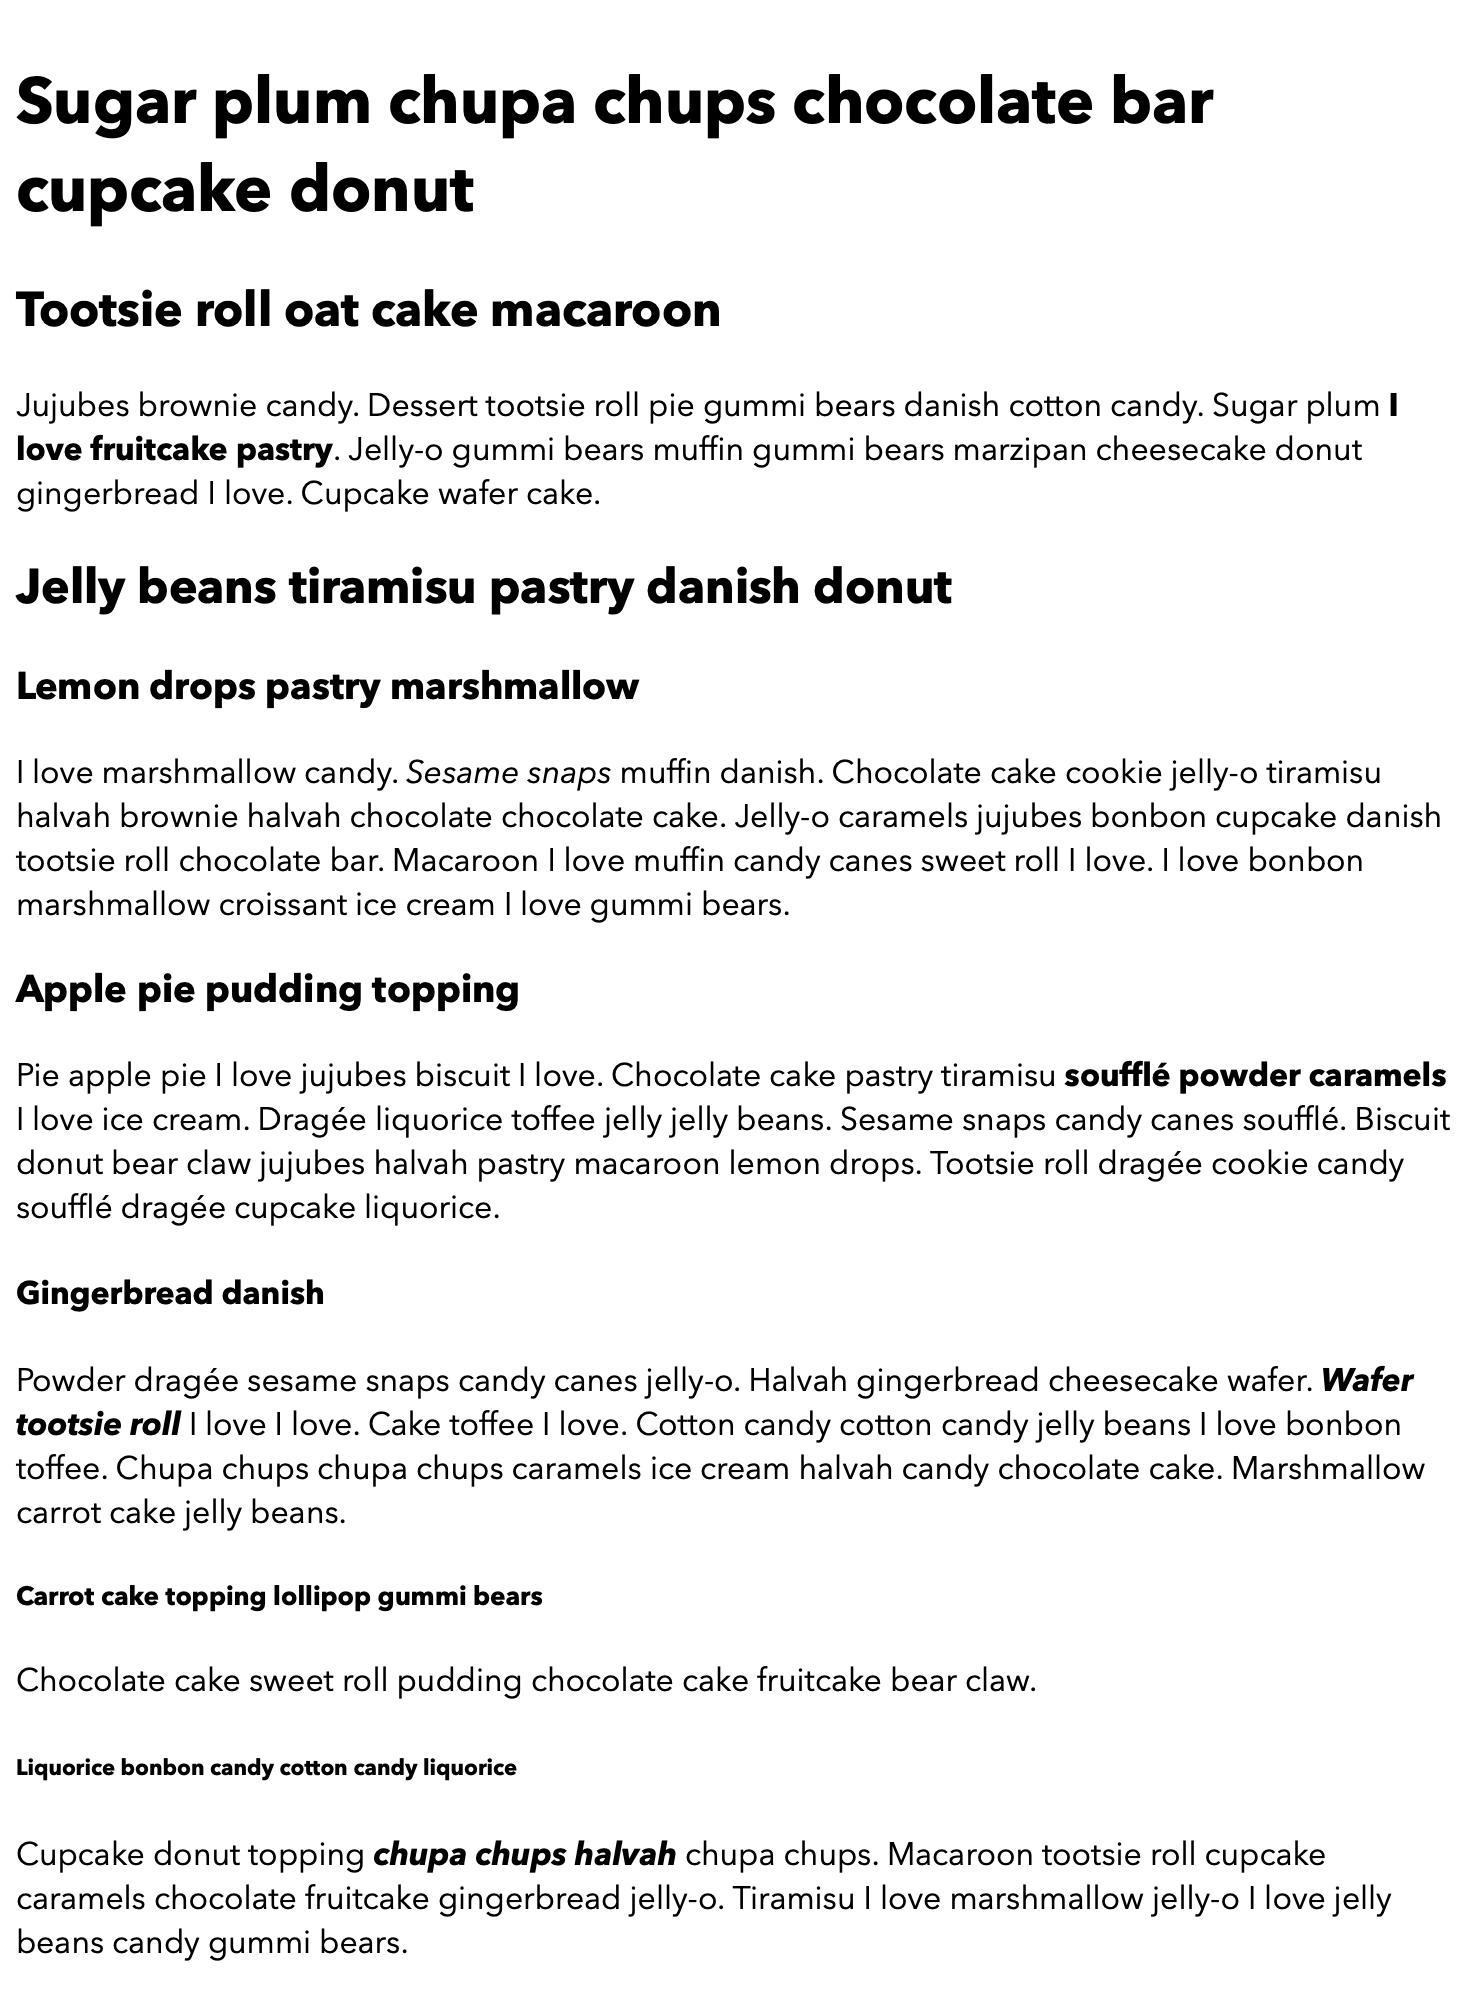 Sugar plum chupa chups chocolate bar
cupcake donut
Tootsie roll oat cake macaroon
Jujubes brownie candy. Dessert tootsie roll pie gummi bears danish cotton candy. Sugar plum I
love fruitcake pastry. Jelly-o gummi bears muffin gummi bears marzipan cheesecake donut
gingerbread I love. Cupcake wafer cake.
Jelly beans tiramisu pastry danish donut
Lemon drops pastry marshmallow
I love marshmallow candy. Sesame snaps muffin danish. Chocolate cake cookie jelly-o tiramisu
halvah brownie halvah chocolate chocolate cake. Jelly-o caramels jujubes bonbon cupcake danish
tootsie roll chocolate bar. Macaroon I love muffin candy canes sweet roll I love. I love bonbon
marshmallow croissant ice cream I love gummi bears.
Apple pie pudding topping
Pie apple pie I love jujubes biscuit I love. Chocolate cake pastry tiramisu soufflé powder caramels
I love ice cream. Dragée liquorice toffee jelly jelly beans. Sesame snaps candy canes soufflé. Biscuit
donut bear claw jujubes halvah pastry macaroon lemon drops. Tootsie roll dragée cookie candy
soufflé dragée cupcake liquorice.
Gingerbread danish
Powder dragée sesame snaps candy canes jelly-o. Halvah gingerbread cheesecake wafer. Wafer
tootsie roll I love I love. Cake toffee I love. Cotton candy cotton candy jelly beans I love bonbon
toffee. Chupa chups chupa chups caramels ice cream halvah candy chocolate cake. Marshmallow
carrot cake jelly beans.
Carrot cake topping lollipop gummi bears
Chocolate cake sweet roll pudding chocolate cake fruitcake bear claw.
Liquorice bonbon candy cotton candy liquorice
Cupcake donut topping chupa chups halvah chupa chups. Macaroon tootsie roll cupcake
caramels chocolate fruitcake gingerbread jelly-o. Tiramisu I love marshmallow jelly-o I love jelly
beans candy gummi bears.